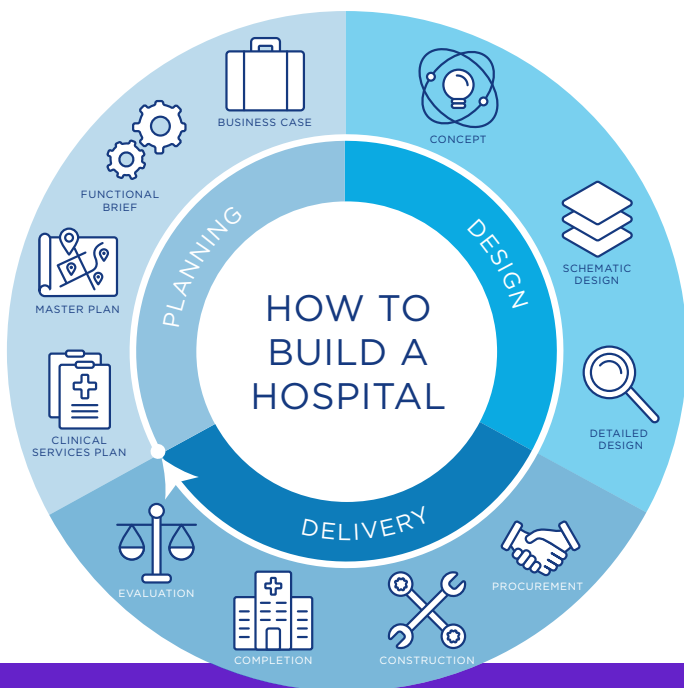 HOW TO
BUILD A
HOSPITAL
PLANNING
CLINICAL
SERVICES PLAN
MASTER PLAN
FUNCTIONAL
BRIEF
BUSINESS CASE
DESIGN
CONCEPT
SCHEMATIC
DESIGN
DETAILED
DESIGN
DELIVERY
PROCUREMENT
CONSTRUCTION
COMPLETION
EVALUATION